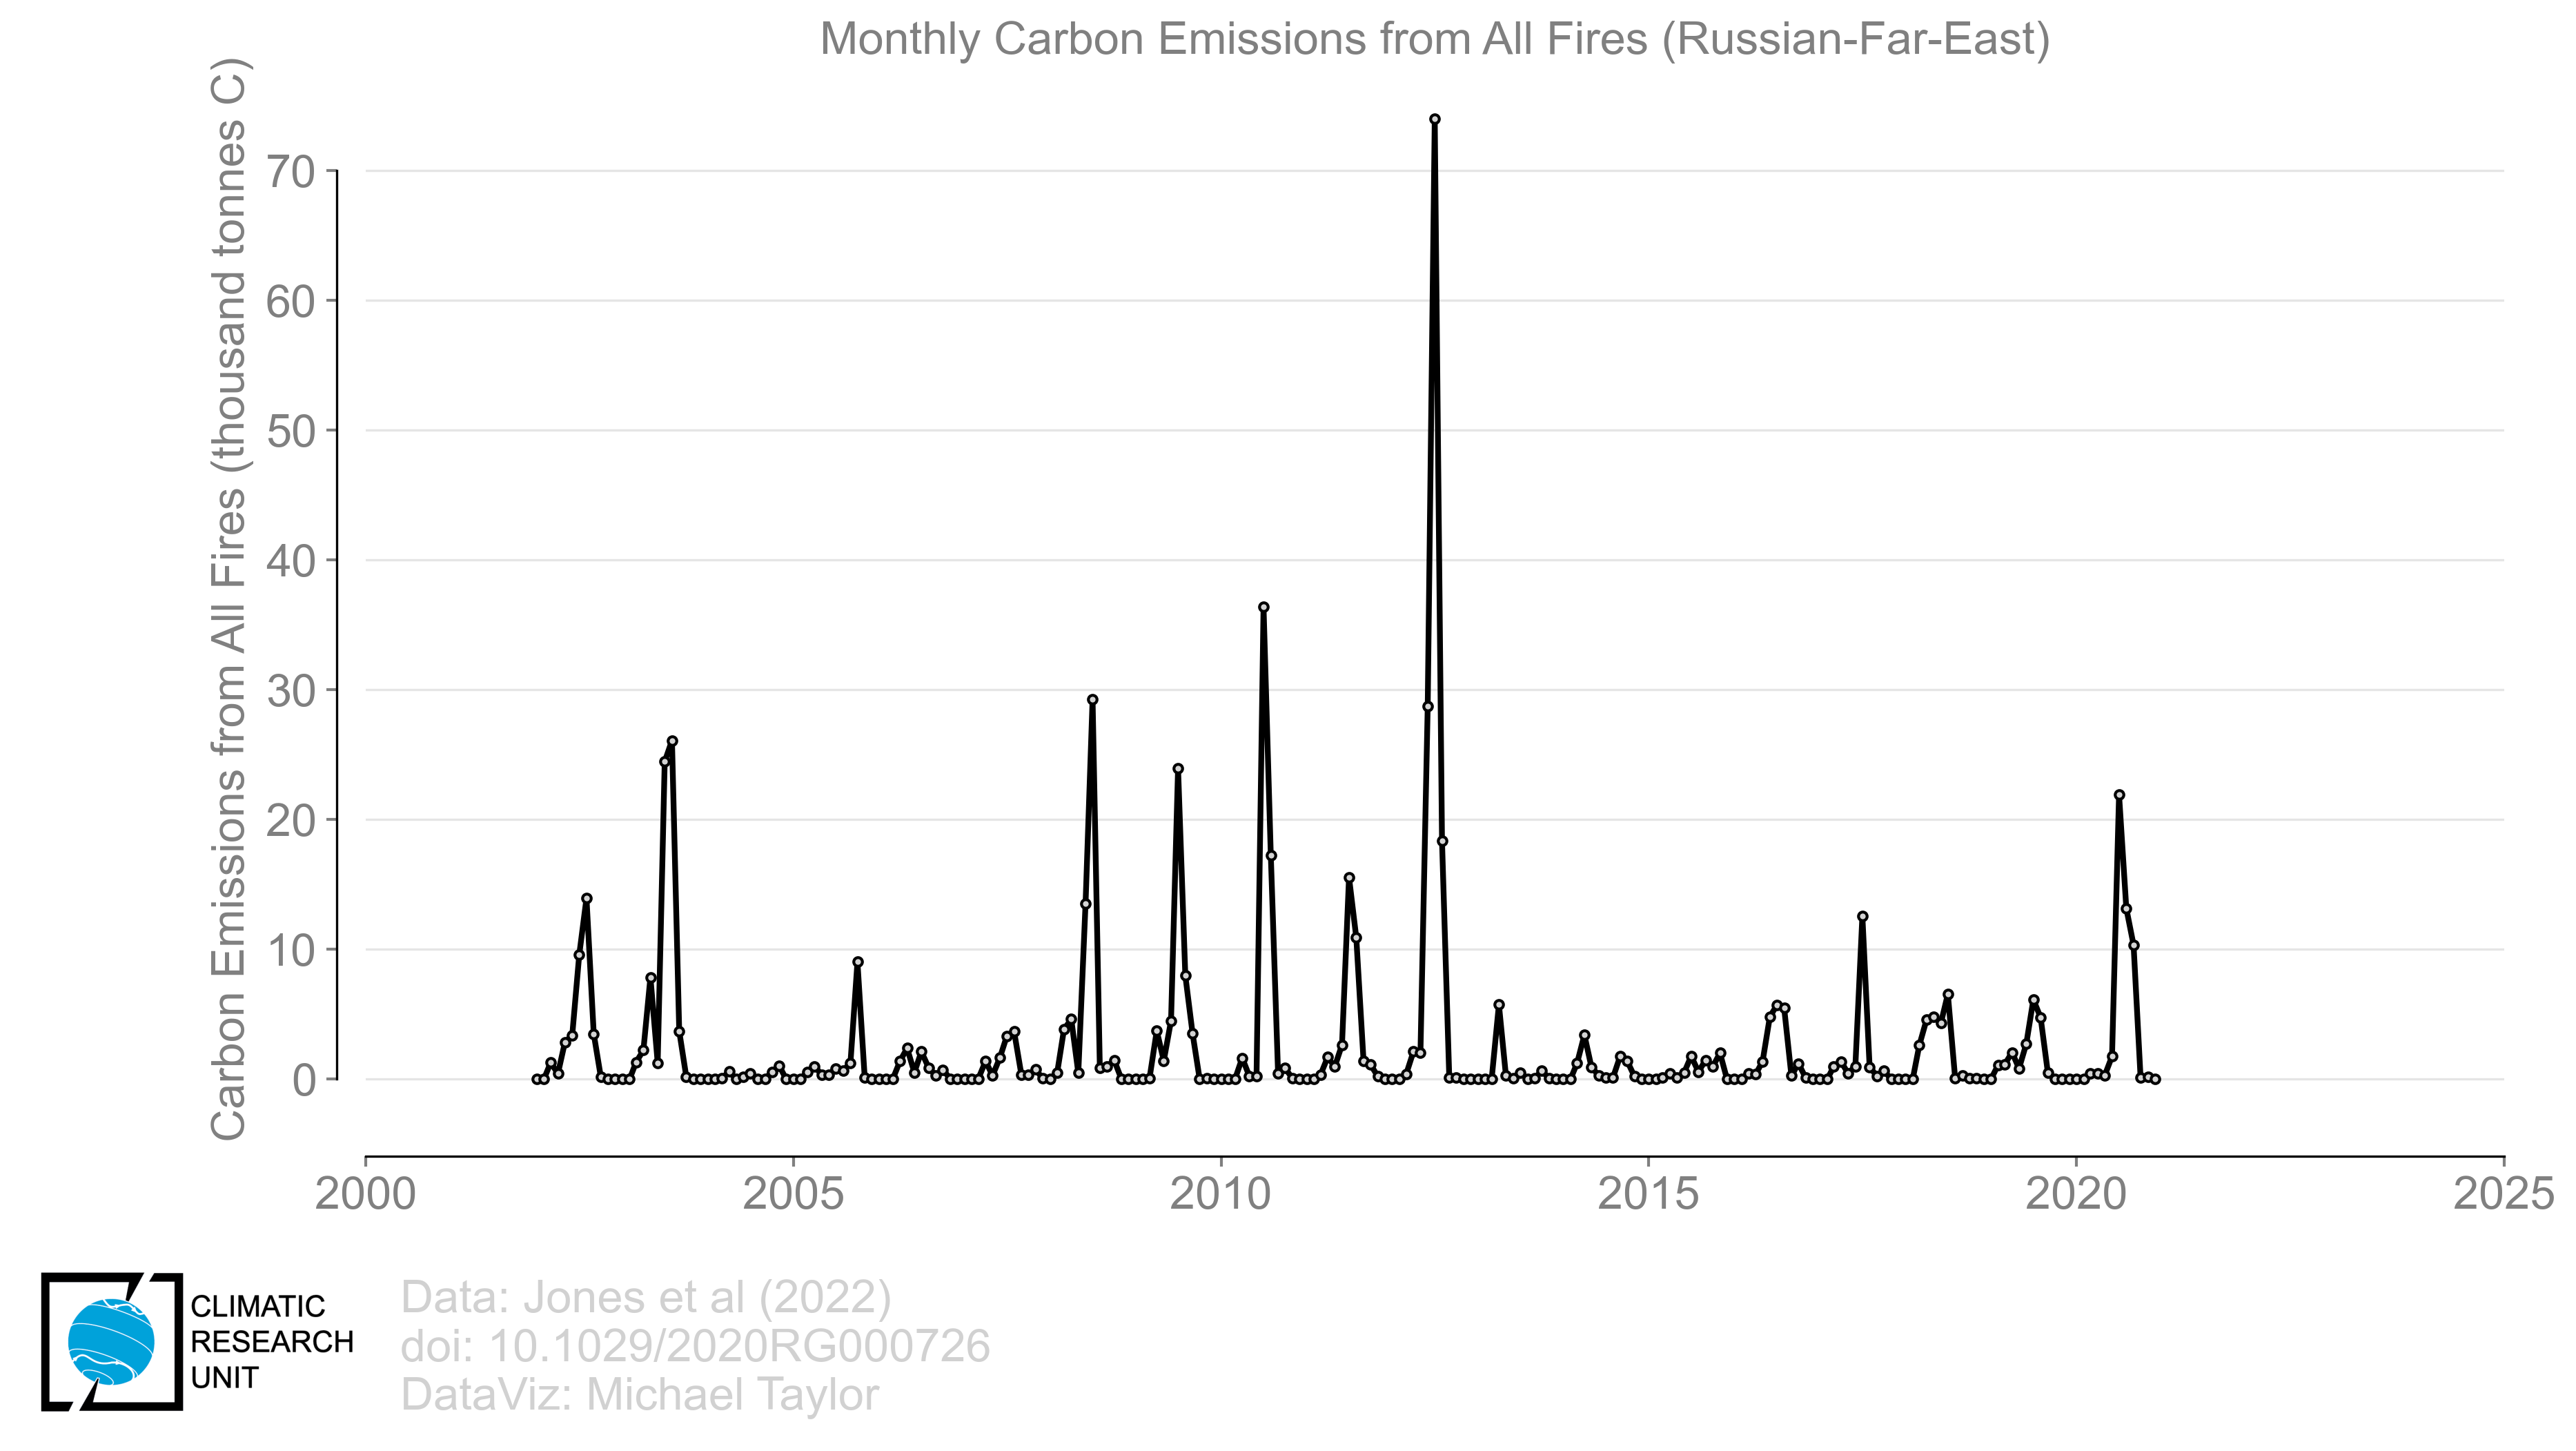 Monthly Carbon Emissions from All Fires (Russian-Far-East)
Carbon Emissions from All Fires (thousand tonnes C)
70
60
50
40
30
20
10
0
2000
2005
2010
2015
2020
2025
CLIMATIC
RESEARCH
UNIT
Data: Jones et al (2022)
doi: 10.1029/2020RG000726
DataViz: Michael Taylor